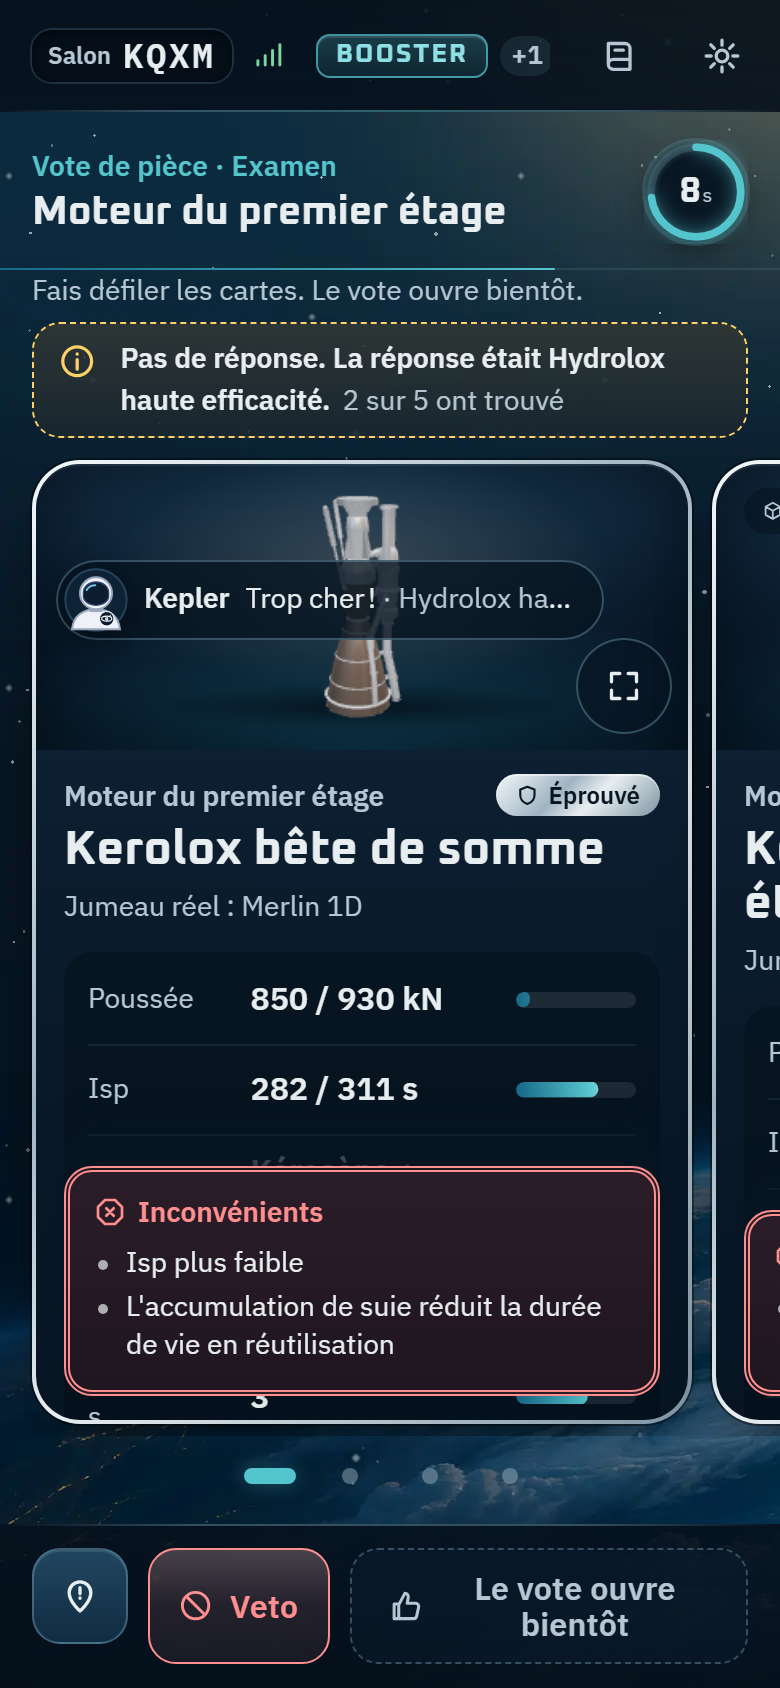 Salon KQXM BOOSTER +1
Vote de pièce · Examen
Moteur du premier étage
8s
Fais défiler les cartes. Le vote ouvre bientôt.
Pas de réponse. La réponse était Hydrolox
haute efficacité. 2 sur 5 ont trouvé
Kepler Trop cher ! · Hydrolox ha...
Moteur du premier étage
Éprouvé
Kerolox bête de somme
Jumeau réel : Merlin 1D
Poussée 850 / 930 kN
Isp 282 / 311 s
Inconvénients
• Isp plus faible
• L'accumulation de suie réduit la durée
de vie en réutilisation
Veto
Le vote ouvre
bientôt